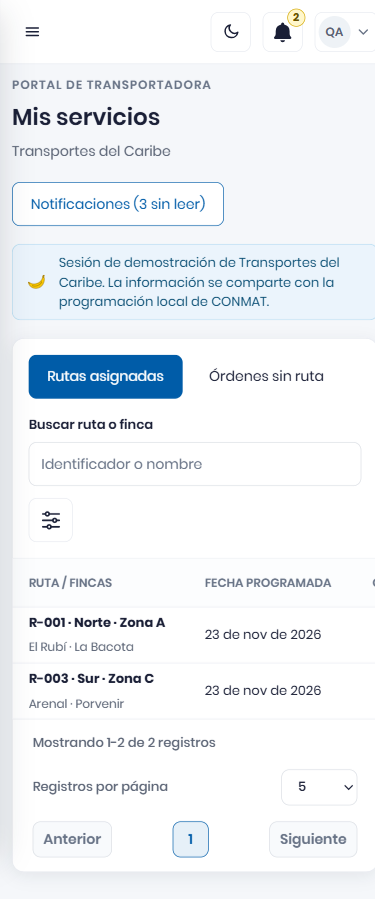 2
QA
PORTAL DE TRANSPORTADORA
Mis servicios
Transportes del Caribe
Notificaciones (3 sin leer)
Sesión de demostración de Transportes del
Caribe. La información se comparte con la
programación local de CONMAT.
Rutas asignadas
Órdenes sin ruta
Buscar ruta o finca
Identificador o nombre
RUTA / FINCAS
FECHA PROGRAMADA
R-001 · Norte · Zona A
El Rubí · La Bacota
23 de nov de 2026
R-003 · Sur · Zona C
Arenal · Porvenir
23 de nov de 2026
Mostrando 1-2 de 2 registros
Registros por página
5
Anterior
1
Siguiente